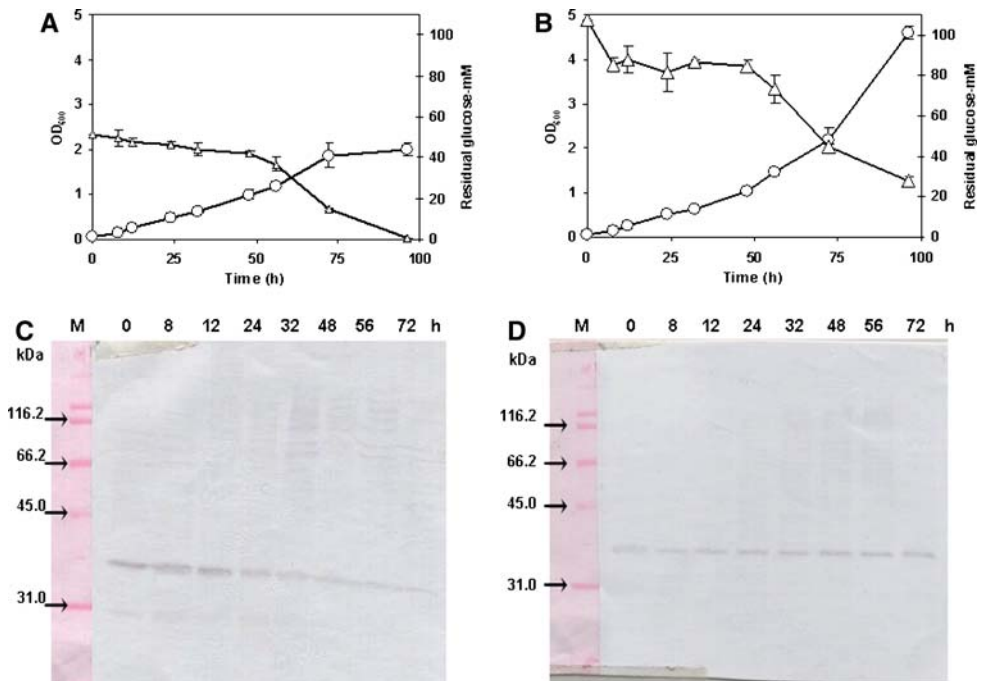 A
B
5
4
3
2
1
0
OD600
100
80
60
40
20
0
Residual glucose-mM
0 25 50 75 100
Time (h)
5
4
3
2
1
0
OD600
100
80
60
40
20
0
Residual glucose-mM
0 25 50 75 100
Time (h)
C
M 0 8 12 24 32 48 56 72 h
kDa
116.2
66.2
45.0
31.0
D
M 0 8 12 24 32 48 56 72 h
kDa
116.2
66.2
45.0
31.0